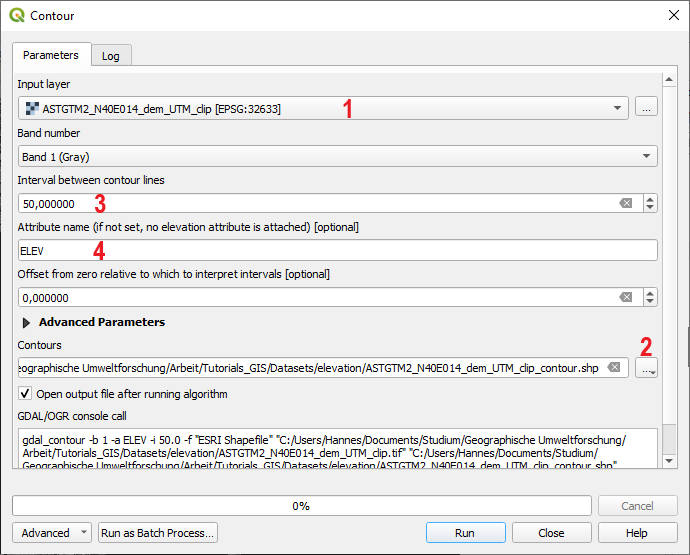 Contour
Parameters
Log
Input layer
ASTGTM2_N40E014_dem_UTM_clip [EPSG:32633]
1
...
Band number
Band 1 (Gray)
Interval between contour lines
50,000000
3
Attribute name (if not set, no elevation attribute is attached) [optional]
ELEV
4
Offset from zero relative to which to interpret intervals [optional]
0,000000
Advanced Parameters
Contours
2
eographische Umweltforschung/Arbeit/Tutorials_GIS/Datasets/elevation/ASTGTM2_N40E014_dem_UTM_clip_contour.shp
...
Open output file after running algorithm
GDAL/OGR console call
gdal_contour -b 1 -a ELEV -i 50.0 -f "ESRI Shapefile" "C:/Users/Hannes/Documents/Studium/Geographische Umweltforschung/
Arbeit/Tutorials_GIS/Datasets/elevation/ASTGTM2_N40E014_dem_UTM_clip.tif" "C:/Users/Hannes/Documents/Studium/
Geographische Umweltforschung/Arbeit/Tutorials_GIS/Datasets/elevation/ASTGTM2_N40E014_dem_UTM_clip_contour.shp"
0%
Cancel
Advanced
Run as Batch Process...
Run
Close
Help